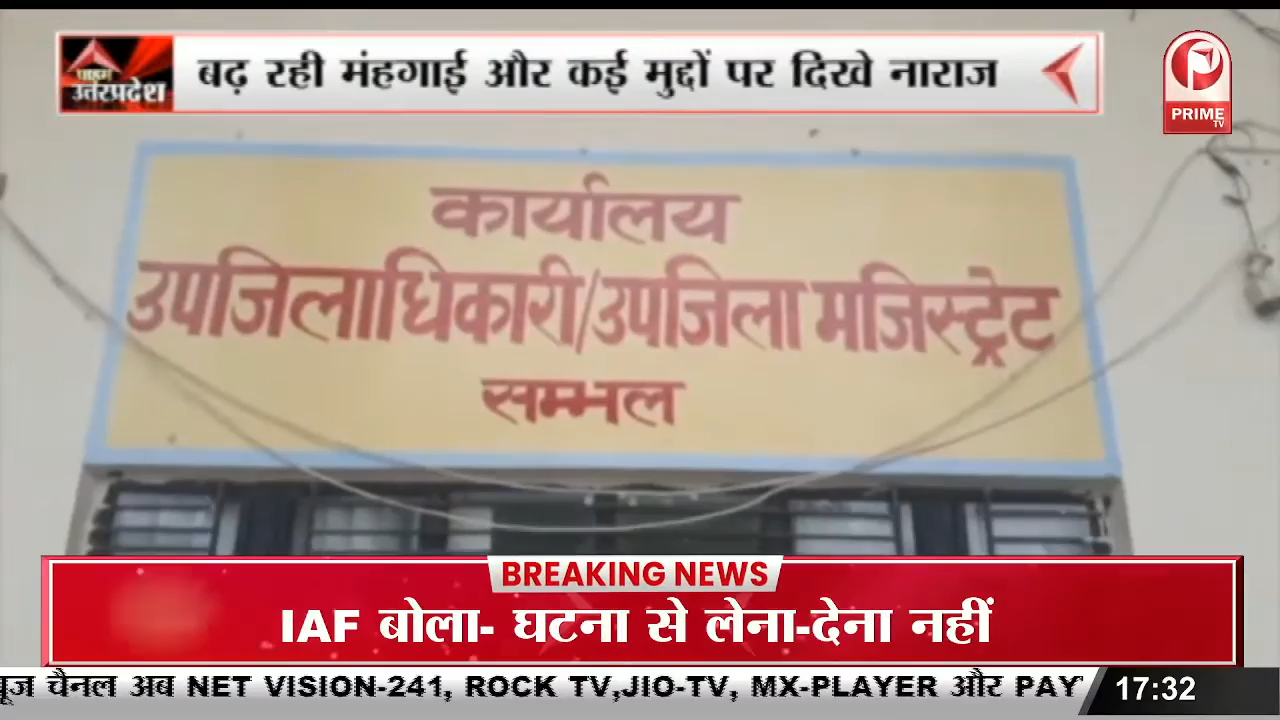 प्राइम
उत्तरप्रदेश
बढ़ रही मंहगाई और कई मुद्दों पर दिखे नाराज
PRIME
TV
कार्यालय
उपजिलाधिकारी/उपजिला मजिस्ट्रेट
सम्भल
BREAKING NEWS
IAF बोला- घटना से लेना-देना नहीं
चैनल अब NET VISION-241, ROCK TV,JIO-TV, MX-PLAYER और
17:32